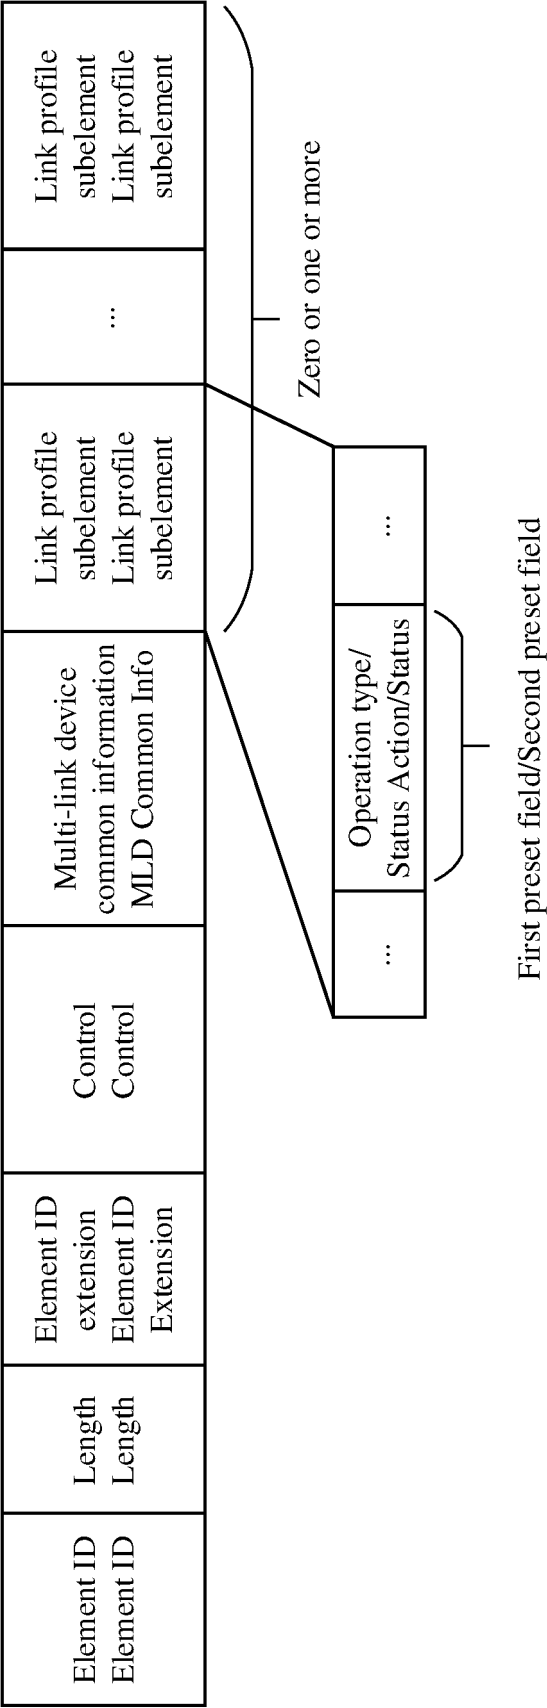 Element ID
Element ID
Length
Length
Element ID
extension
Element ID
Extension
Control
Control
Multi-link device
common information
MLD Common Info
Link profile
subelement
Link profile
subelement
...
Link profile
subelement
Link profile
subelement
Zero or one or more
...
Operation type/
Status Action/Status
...
First preset field/Second preset field